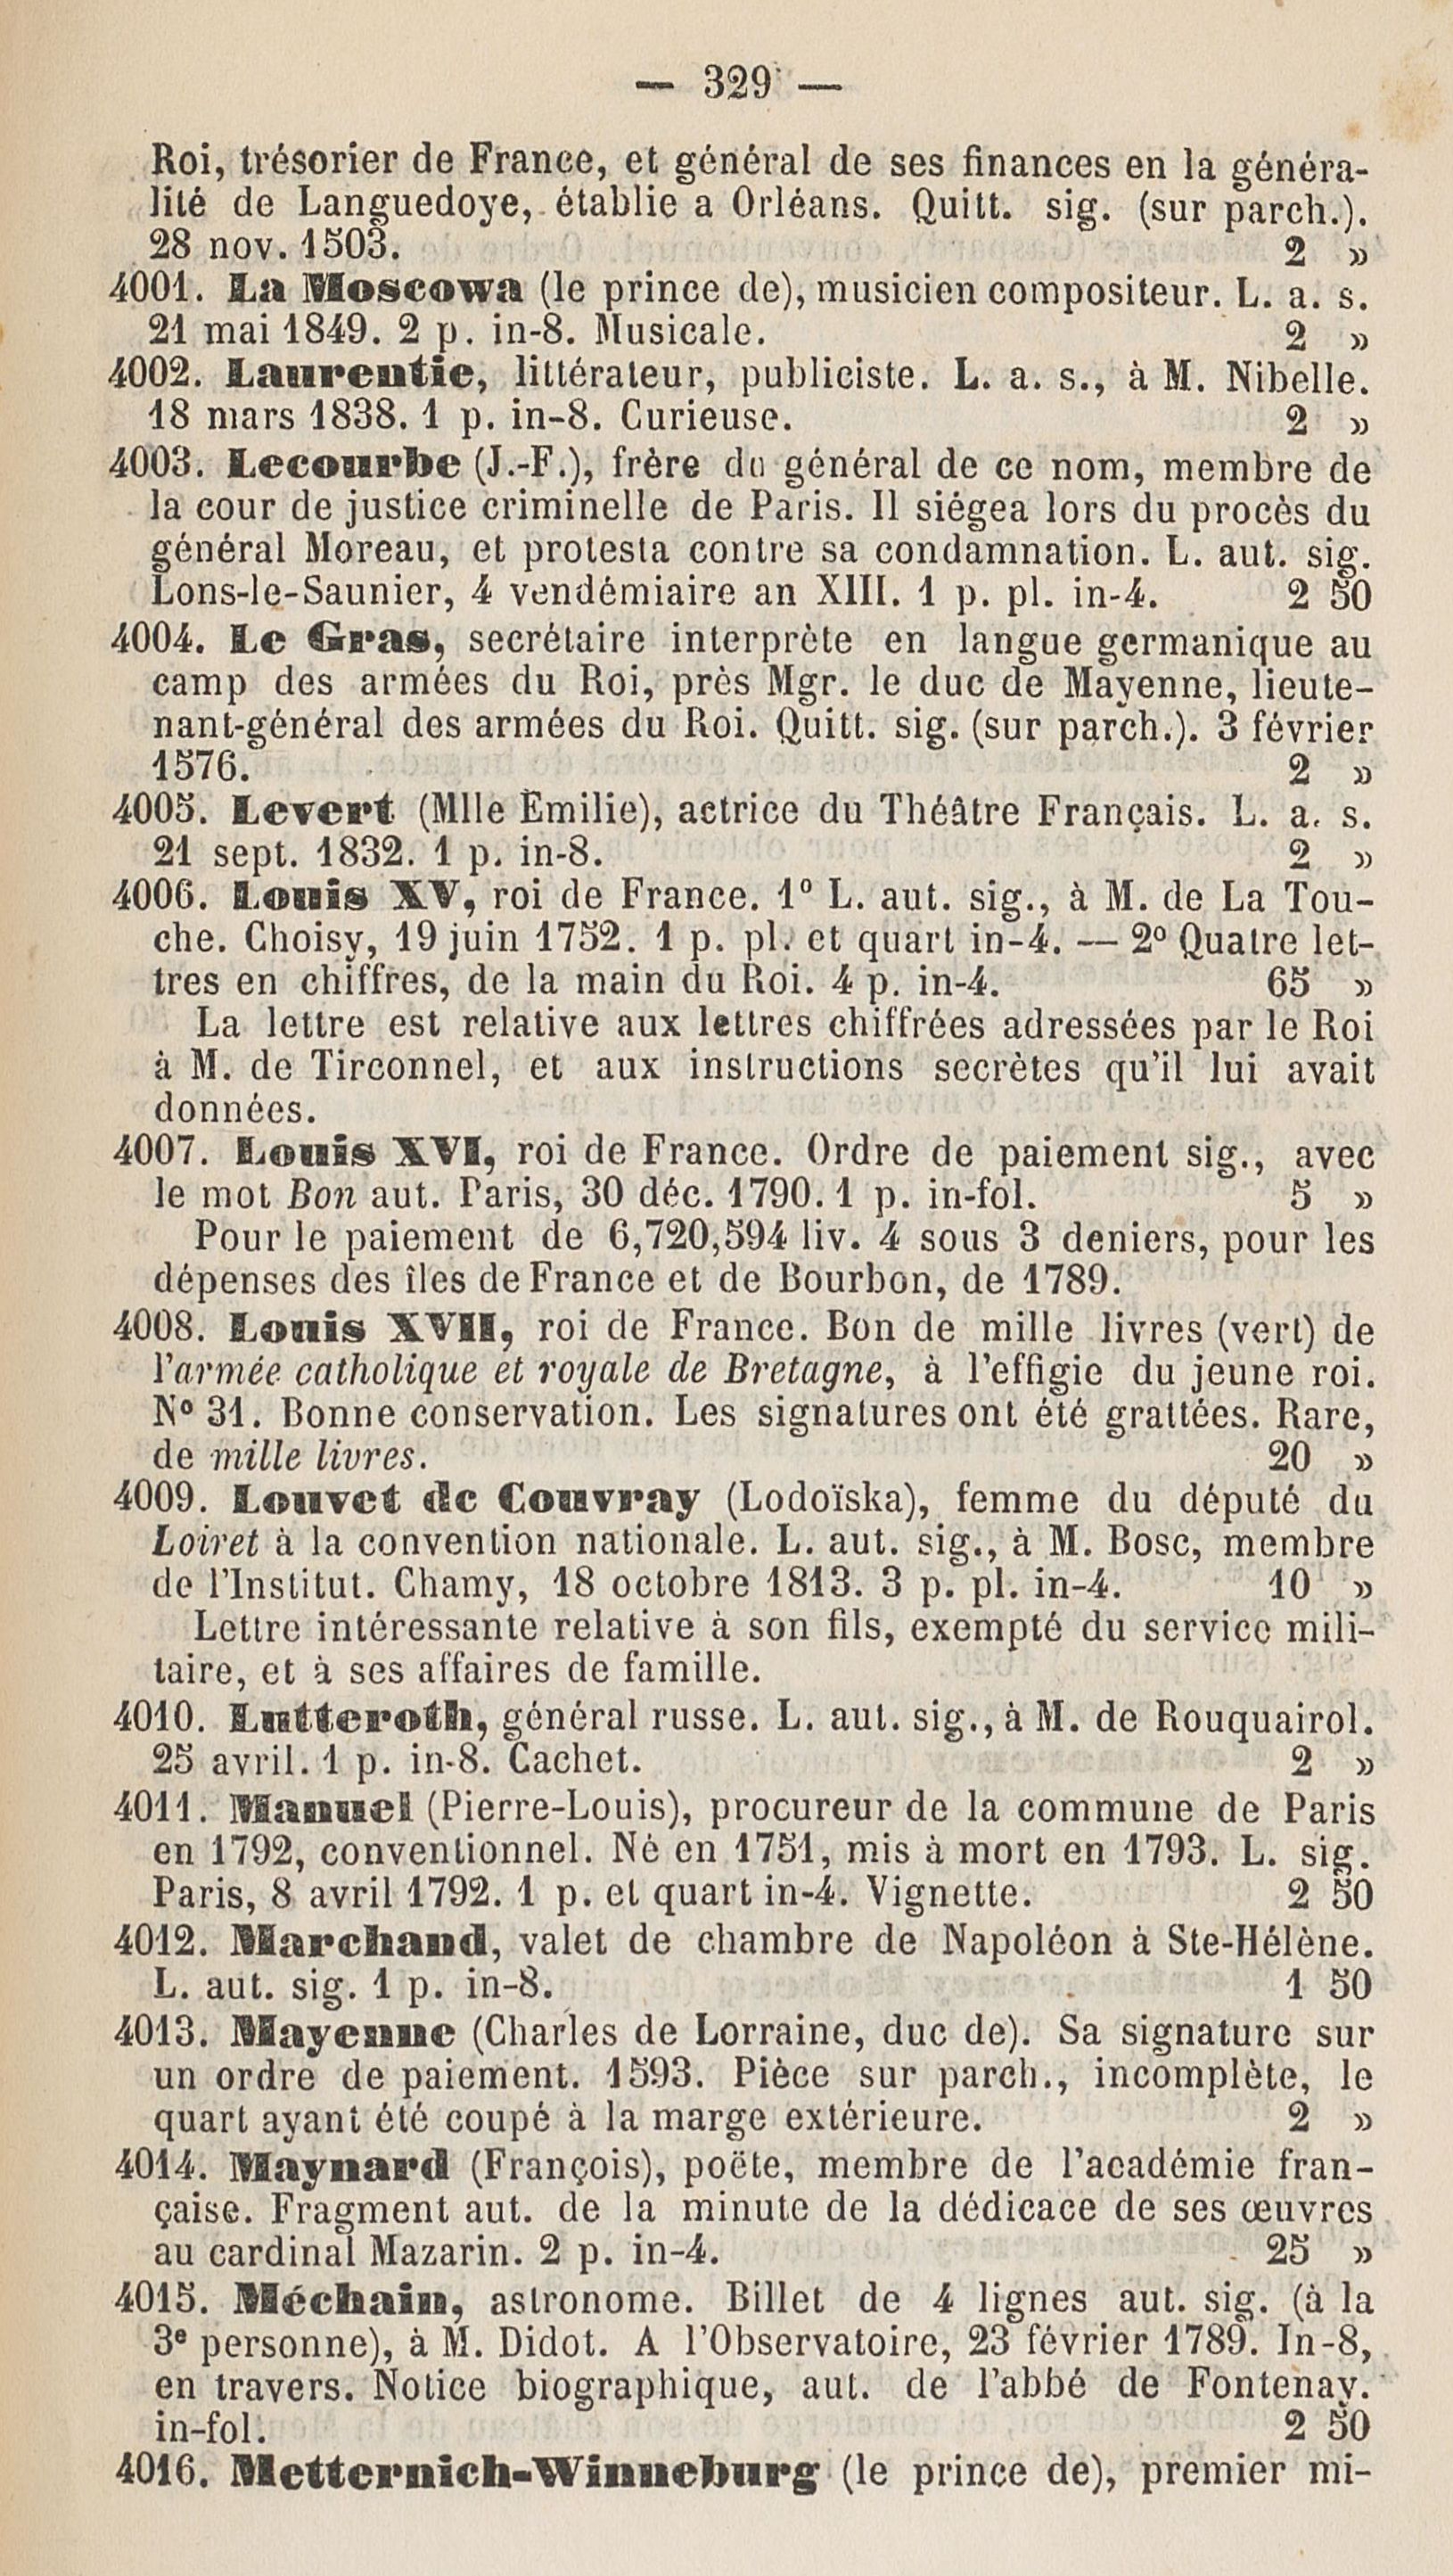 — 329 —
Roi, trésorier de France, et général de ses finances en la généra-
lité de Languedoye, établie a Orléans. Quitt. sig. (sur parch.).
28 nov. 1503. 2 »
4001. La Moscowa (le prince de), musicien compositeur. L. a. s.
21 mai 1849. 2 p. in-8. Musicale. 2 »
4002. Laurentie, littérateur, publiciste. L. a. s., à M. Nibelle.
18 mars 1838. 1 p. in-8. Curieuse. 2 »
4003. Lecourbe (J.-F.), frère du général de ce nom, membre de
la cour de justice criminelle de Paris. Il siégea lors du procès du
général Moreau, et protesta contre sa condamnation. L. aut. sig.
Lons-le-Saunier, 4 vendémiaire an XIII. 1 p. pl. in-4. 2 50
4004. Le Gras, secrétaire interprète en langue germanique au
camp des armées du Roi, près Mgr. le duc de Mayenne, lieute-
nant-général des armées du Roi. Quitt. sig. (sur parch.). 3 février
1576. 2 »
4005. Levert (Mlle Emilie), actrice du Théâtre Français. L. a. s.
21 sept. 1832. 1 p. in-8. 2 »
4006. Louis XV, roi de France. 1° L. aut. sig., à M. de La Tou-
che. Choisy, 19 juin 1752. 1 p. pl. et quart in-4. — 2° Quatre let-
tres en chiffres, de la main du Roi. 4 p. in-4. 65 »
La lettre est relative aux lettres chiffrées adressées par le Roi
à M. de Tirconnel, et aux instructions secrètes qu'il lui avait
données.
4007. Louis XVI, roi de France. Ordre de paiement sig., avec
le mot Bon aut. Paris, 30 déc. 1790. 1 p. in-fol. 5 »
Pour le paiement de 6,720,594 liv. 4 sous 3 deniers, pour les
dépenses des îles de France et de Bourbon, de 1789.
4008. Louis XVII, roi de France. Bon de mille livres (vert) de
l'armée catholique et royale de Bretagne, à l'effigie du jeune roi.
N° 31. Bonne conservation. Les signatures ont été grattées. Rare,
de mille livres. 20 »
4009. Louvet de Couvray (Lodoïska), femme du député du
Loiret à la convention nationale. L. aut. sig., à M. Bosc, membre
de l'Institut. Chamy, 18 octobre 1813. 3 p. pl. in-4. 10 »
Lettre intéressante relative à son fils, exempté du service mili-
taire, et à ses affaires de famille.
4010. Lutteroth, général russe. L. aut. sig., à M. de Rouquairol.
25 avril. 1 p. in-8. Cachet. 2 »
4011. Manuel (Pierre-Louis), procureur de la commune de Paris
en 1792, conventionnel. Né en 1751, mis à mort en 1793. L. sig.
Paris, 8 avril 1792. 1 p. et quart in-4. Vignette. 2 50
4012. Marchand, valet de chambre de Napoléon à Ste-Hélène.
L. aut. sig. 1 p. in-8. 1 50
4013. Mayenne (Charles de Lorraine, duc de). Sa signature sur
un ordre de paiement. 1593. Pièce sur parch., incomplète, le
quart ayant été coupé à la marge extérieure. 2 »
4014. Maynard (François), poëte, membre de l'académie fran-
çaise. Fragment aut. de la minute de la dédicace de ses œuvres
au cardinal Mazarin. 2 p. in-4. 25 »
4015. Méchain, astronome. Billet de 4 lignes aut. sig. (à la
3e personne), à M. Didot. A l'Observatoire, 23 février 1789. In-8,
en travers. Notice biographique, aut. de l'abbé de Fontenay.
in-fol. 2 50
4016. Metternich-Winneburg (le prince de), premier mi-